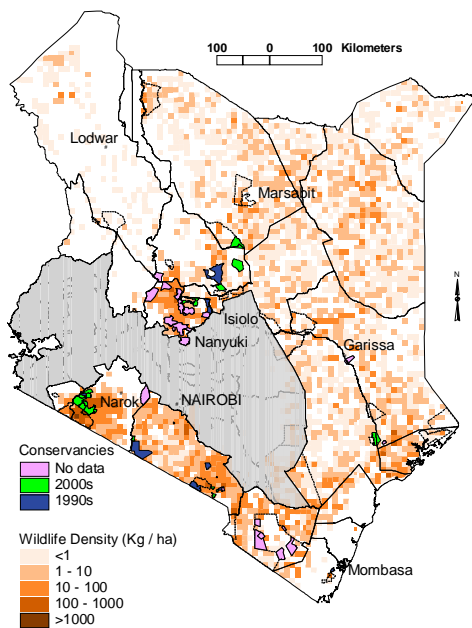 100 0 100 Kilometers
Lodwar
Marsabit
N
Isiolo
Nanyuki
Garissa
Narok
NAIROBI
Conservancies
No data
2000s
1990s
Wildlife Density (Kg / ha)
<1
1 - 10
10 - 100
100 - 1000
>1000
Mombasa